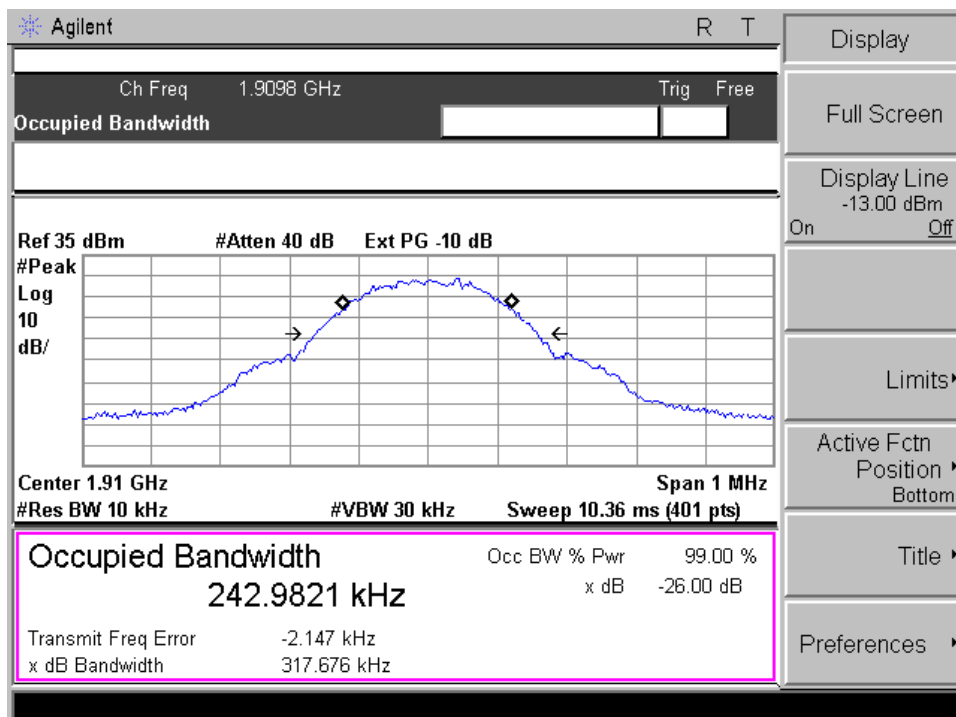 Agilent
R T
Display
Ch Freq 1.9098 GHz
Trig Free
Occupied Bandwidth
Full Screen
Display Line
-13.00 dBm
On Off
Ref 35 dBm #Atten 40 dB Ext PG -10 dB
#Peak
Log
10
dB/
Limits
Active Fctn
Position
Bottom
Center 1.91 GHz Span 1 MHz
#Res BW 10 kHz #VBW 30 kHz Sweep 10.36 ms (401 pts)
Occupied Bandwidth
242.9821 kHz
Occ BW % Pwr 99.00 %
x dB -26.00 dB
Transmit Freq Error -2.147 kHz
x dB Bandwidth 317.676 kHz
Title
Preferences